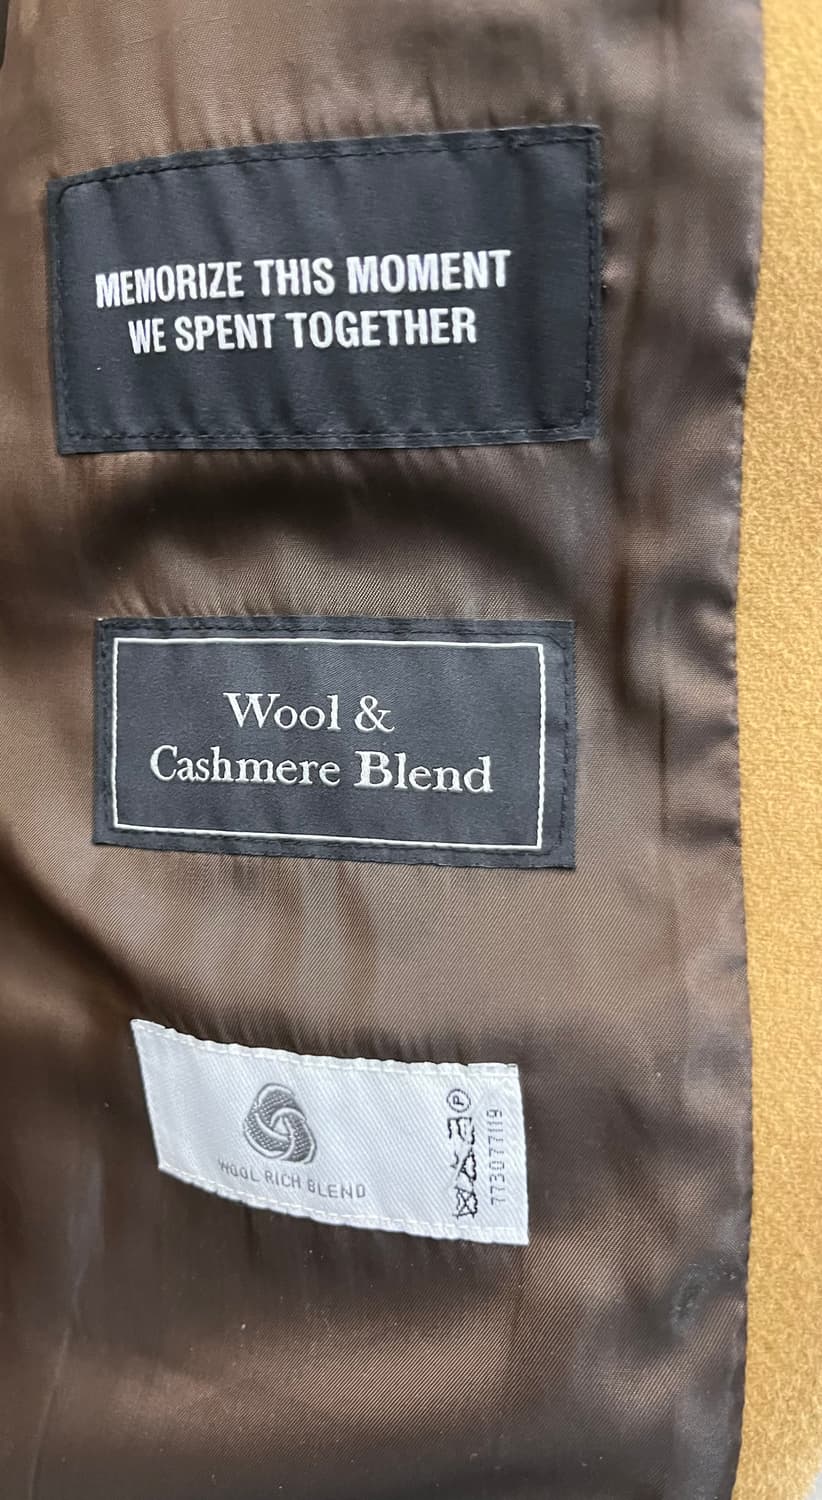 MEMORIZE THIS MOMENT
WE SPENT TOGETHER
Wool &
Cashmere Blend
WOOL RICH BLEND
P
773077119